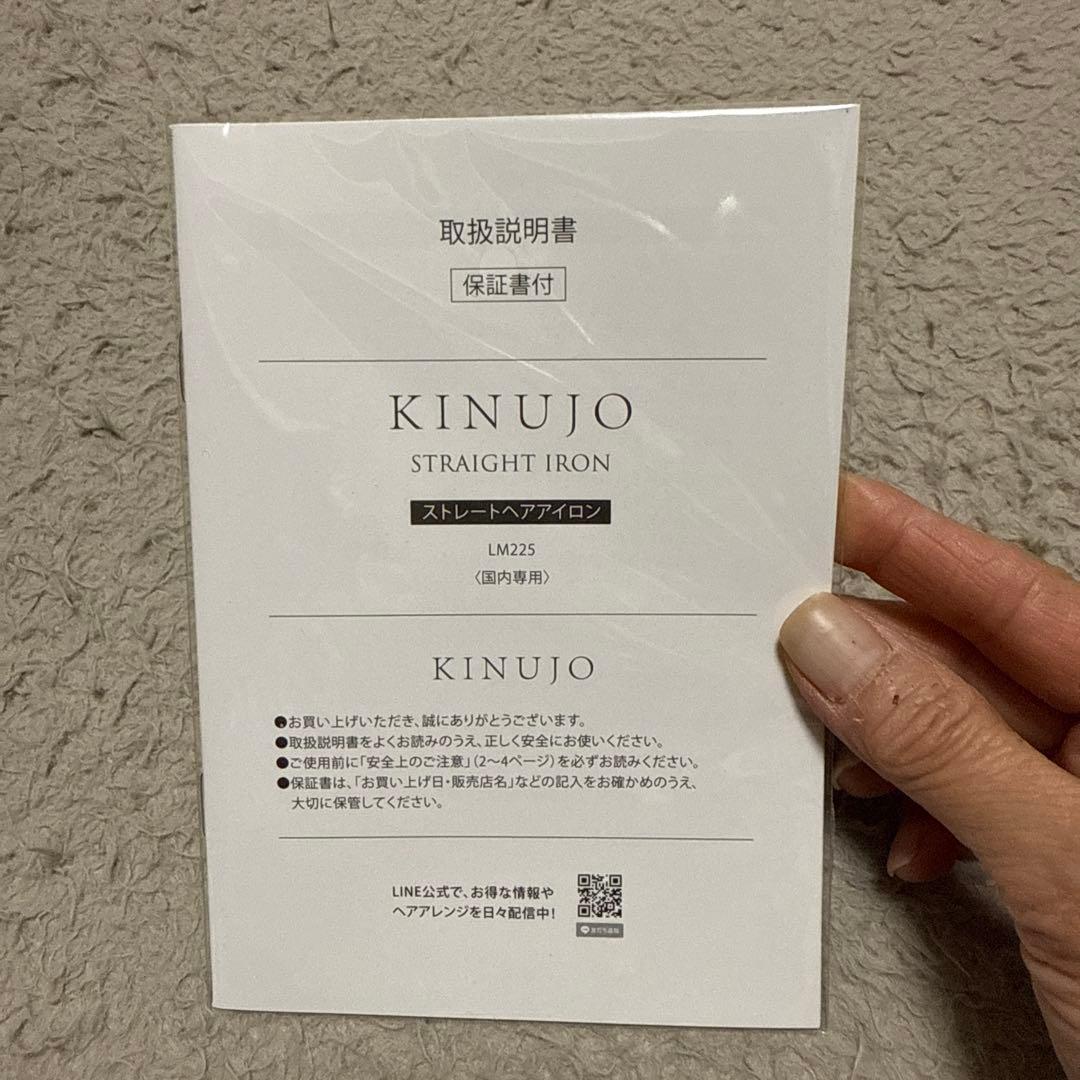 取扱説明書
保証書付
KINUJO
STRAIGHT IRON
ストレートヘアアイロン
LM225
〈国内専用〉
KINUJO
●お買い上げいただき、誠にありがとうございます。
●取扱説明書をよくお読みのうえ、正しく安全にお使いください。
●ご使用前に「安全上のご注意」(2〜4ページ)を必ずお読みください。
●保証書は、「お買い上げ日・販売店名」などの記入をお確かめのうえ、
大切に保管してください。
LINE公式で、お得な情報や
ヘアアレンジを日々配信中!
友だち追加